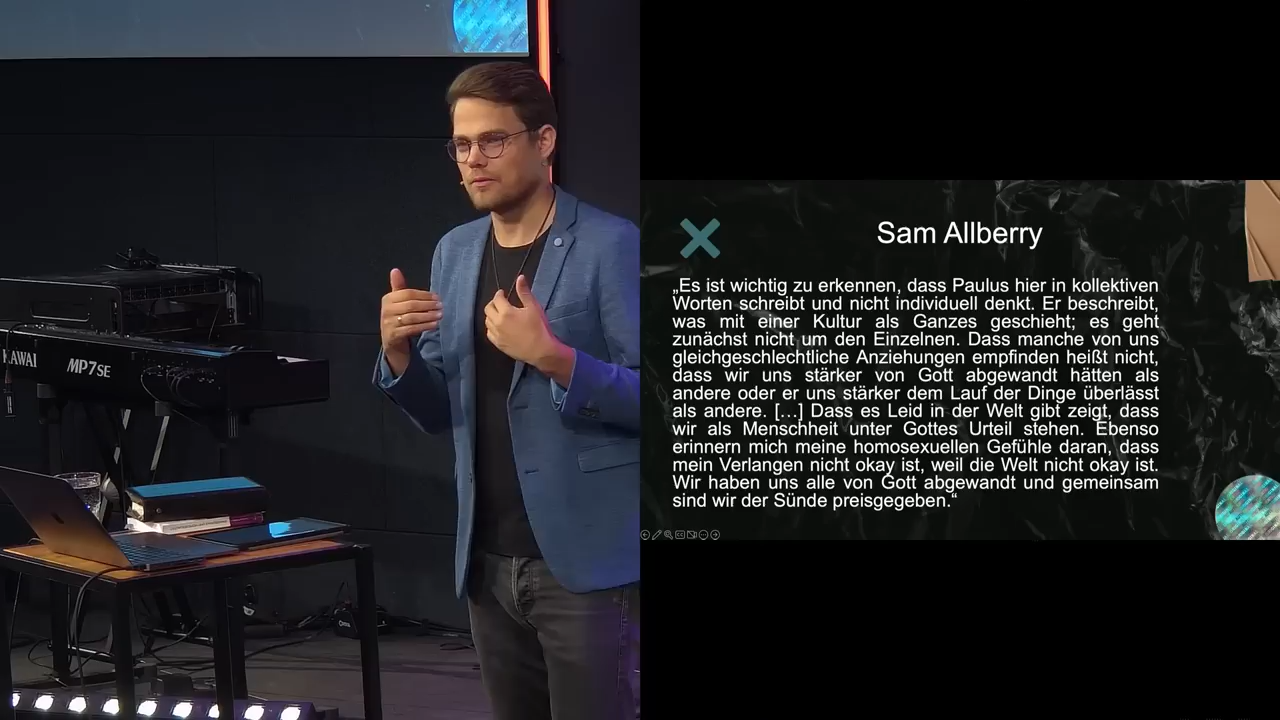 KAWAI
MP7SE
Sam Allberry
„Es ist wichtig zu erkennen, dass Paulus hier in kollektiven
Worten schreibt und nicht individuell denkt. Er beschreibt,
was mit einer Kultur als Ganzes geschieht; es geht
zunächst nicht um den Einzelnen. Dass manche von uns
gleichgeschlechtliche Anziehungen empfinden heißt nicht,
dass wir uns stärker von Gott abgewandt hätten als
andere oder er uns stärker dem Lauf der Dinge überlässt
als andere. […] Dass es Leid in der Welt gibt zeigt, dass
wir als Menschheit unter Gottes Urteil stehen. Ebenso
erinnern mich meine homosexuellen Gefühle daran, dass
mein Verlangen nicht okay ist, weil die Welt nicht okay ist.
Wir haben uns alle von Gott abgewandt und gemeinsam
sind wir der Sünde preisgegeben.“